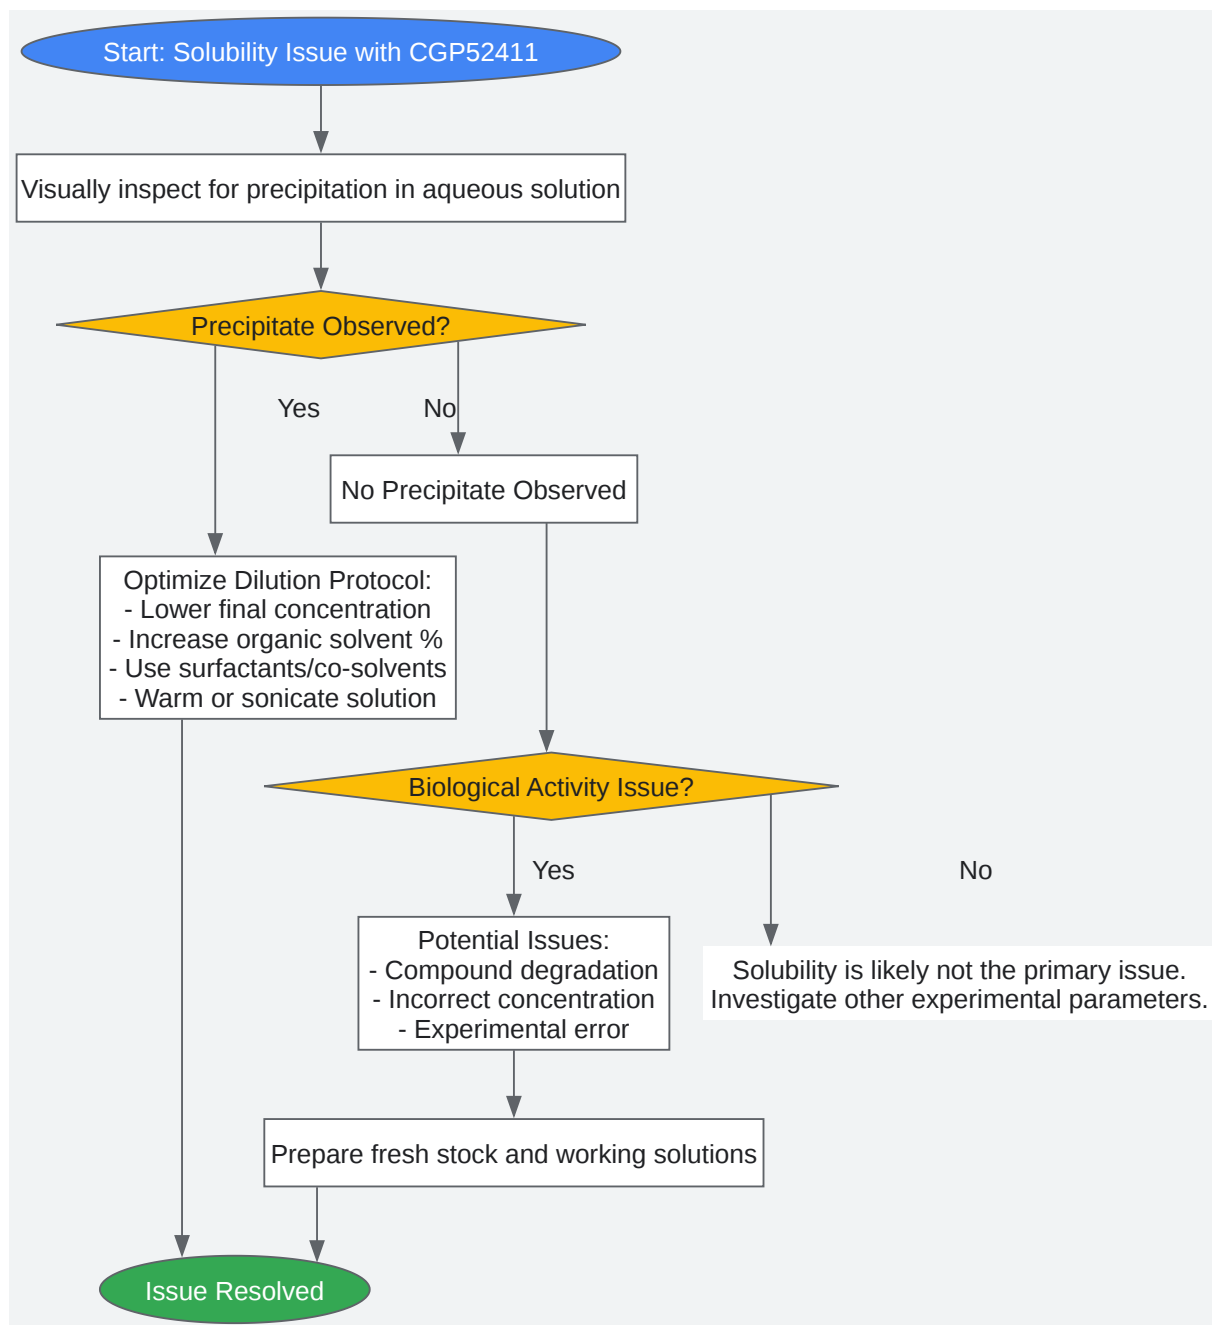 Start: Solubility Issue with CGP52411
Visually inspect for precipitation in aqueous solution
Precipitate Observed?
Yes
No
No Precipitate Observed
Optimize Dilution Protocol:
- Lower final concentration
- Increase organic solvent %
- Use surfactants/co-solvents
- Warm or sonicate solution
Biological Activity Issue?
Yes
No
Potential Issues:
- Compound degradation
- Incorrect concentration
- Experimental error
Solubility is likely not the primary issue.
Investigate other experimental parameters.
Prepare fresh stock and working solutions
Issue Resolved